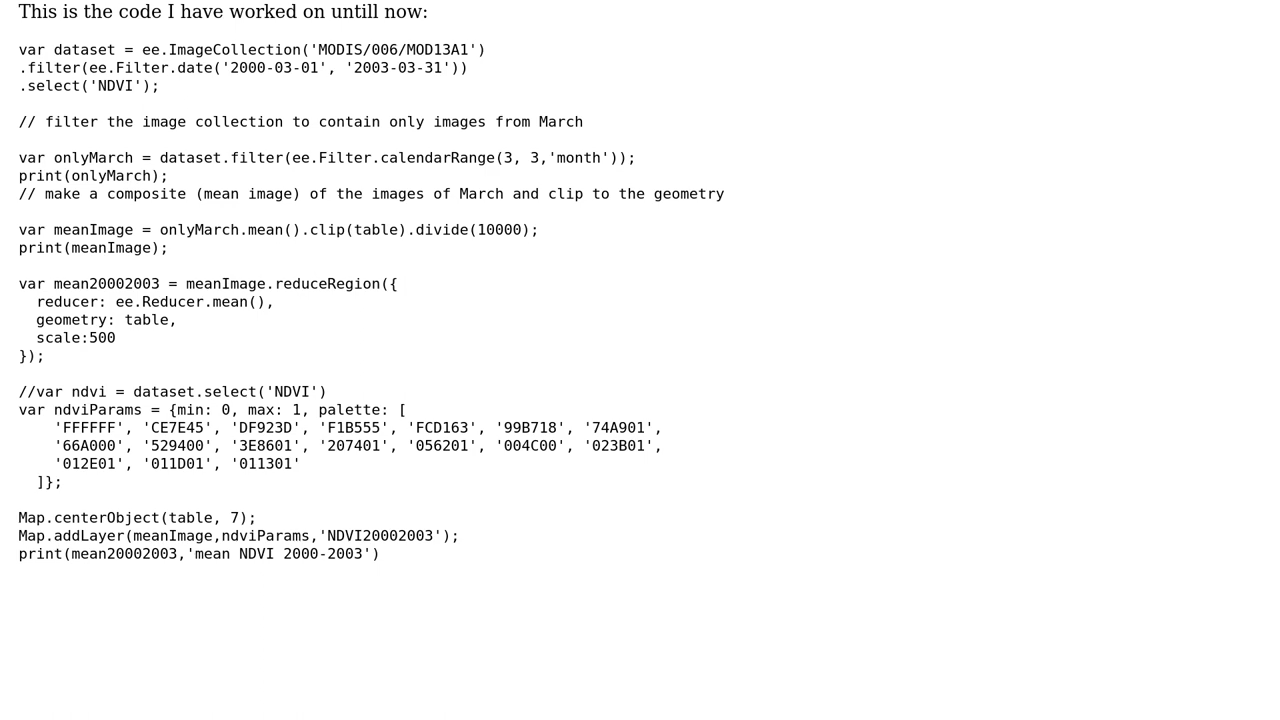 This is the code I have worked on untill now:
var dataset = ee.ImageCollection('MODIS/006/MOD13A1')
.filter(ee.Filter.date('2000-03-01', '2003-03-31'))
.select('NDVI');
// filter the image collection to contain only images from March
var onlyMarch = dataset.filter(ee.Filter.calendarRange(3, 3,'month'));
print(onlyMarch);
// make a composite (mean image) of the images of March and clip to the geometry
var meanImage = onlyMarch.mean().clip(table).divide(10000);
print(meanImage);
var mean20002003 = meanImage.reduceRegion({
  reducer: ee.Reducer.mean(),
  geometry: table,
  scale:500
});
//var ndvi = dataset.select('NDVI')
var ndviParams = {min: 0, max: 1, palette: [
    'FFFFFF', 'CE7E45', 'DF923D', 'F1B555', 'FCD163', '99B718', '74A901',
    '66A000', '529400', '3E8601', '207401', '056201', '004C00', '023B01',
    '012E01', '011D01', '011301'
  ]};
Map.centerObject(table, 7);
Map.addLayer(meanImage,ndviParams,'NDVI20002003');
print(mean20002003,'mean NDVI 2000-2003')